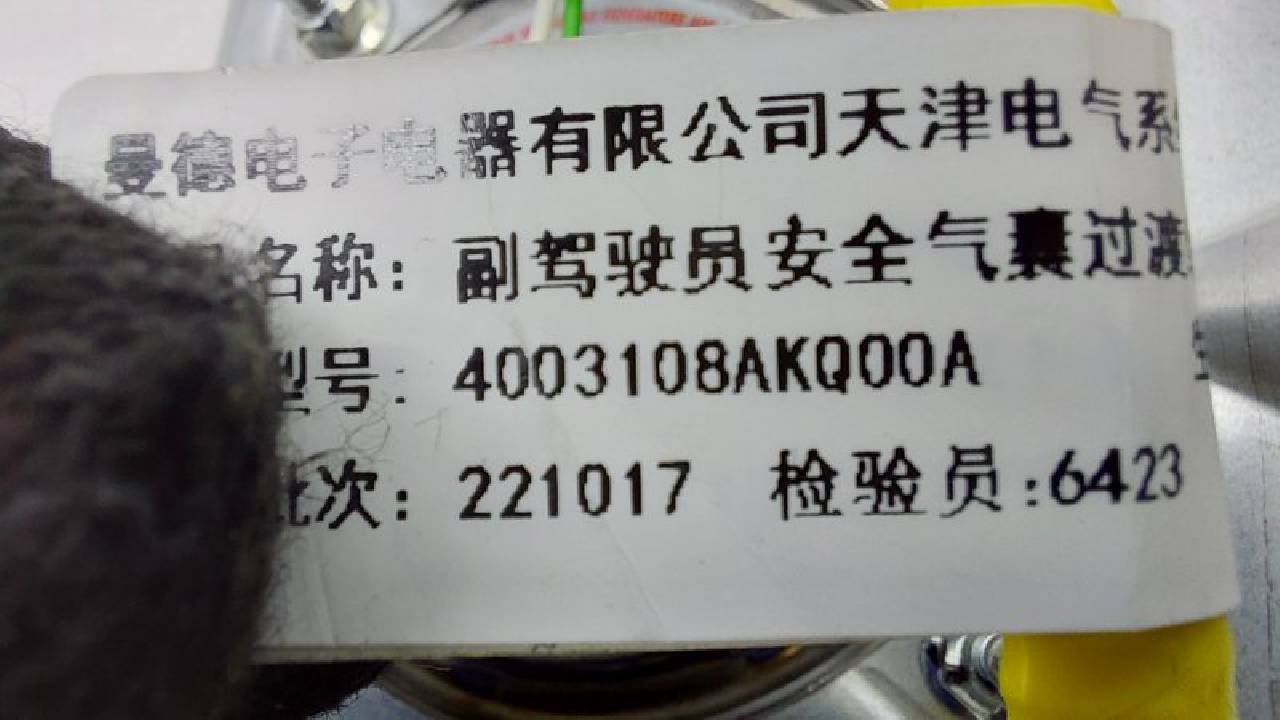 曼德电子电器有限公司天津电气系
名称：副驾驶员安全气囊过渡
型号：4003108AKQ00A
批次：221017 检验员：6423